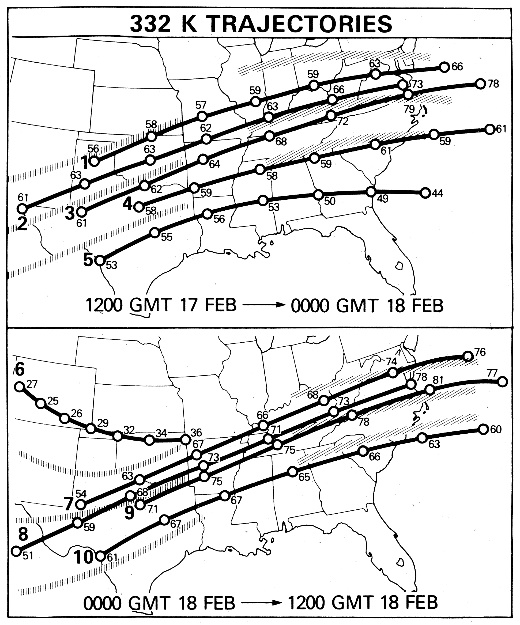 332 K TRAJECTORIES
63 66
59
59 73 78
57 63 66 79
58 62 68 72
56 63 64
1 63 61
61 62 59 58 59 61 59
2 3 61 4 58
56 53 50 49 44
55
5 53
1200 GMT 17 FEB 0000 GMT 18 FEB
6 76
27 74
25 78 81 77
26 68 73
29 32 34 36 66 71 78 60
67 75 66 63
63 73 65
54 68 75
7 9 71 67
59 67
8
51 10 61
0000 GMT 18 FEB 1200 GMT 18 FEB